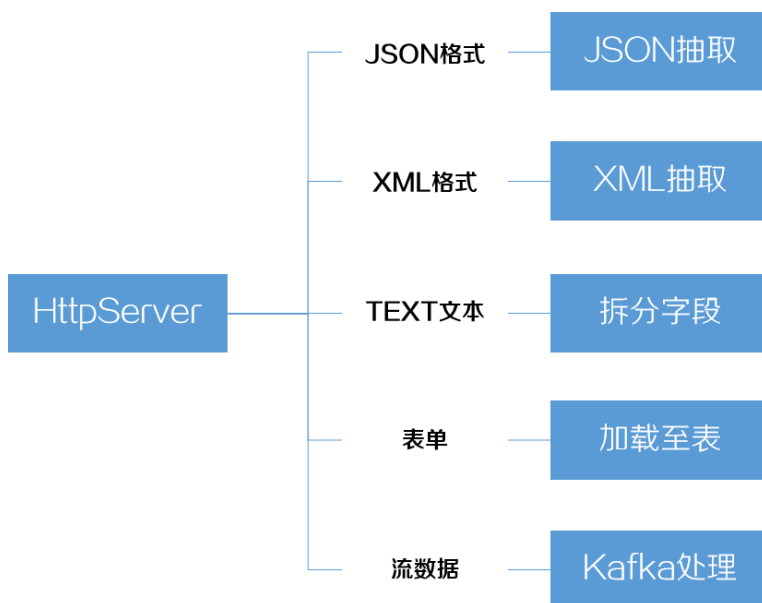 JSON格式
JSON抽取
XML格式
XML抽取
HttpServer
TEXT文本
拆分字段
表单
加载至表
流数据
Kafka处理